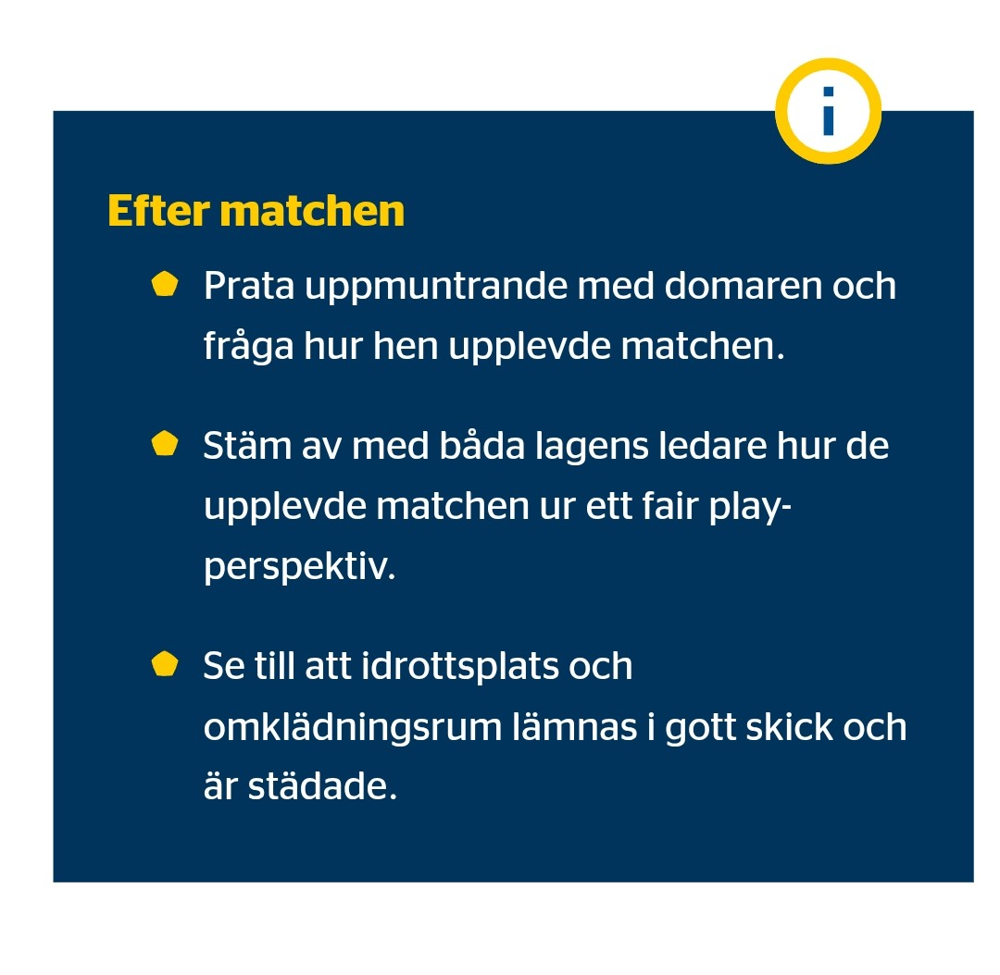 i
Efter matchen
Prata uppmuntrande med domaren och
fråga hur hen upplevde matchen.
Stäm av med båda lagens ledare hur de
upplevde matchen ur ett fair play-
perspektiv.
Se till att idrottsplats och
omklädningsrum lämnas i gott skick och
är städade.